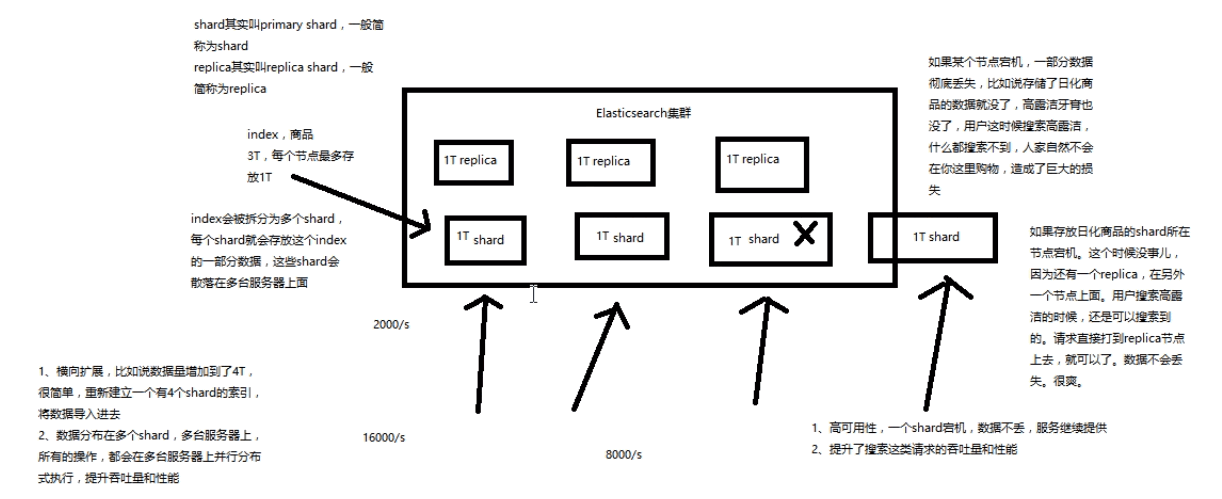 shard其实叫primary shard，一般简
称为shard
replica其实叫replica shard，一般
简称为replica
index，商品
3T，每个节点最多存
放1T
index会被拆分为多个shard，
每个shard就会存放这个index
的一部分数据，这些shard会
散落在多台服务器上面
Elasticsearch集群
1T replica
1T replica
1T replica
1T shard
1T shard
1T shard
1T shard
如果某个节点宕机，一部分数据
彻底丢失，比如说存储了日化商
品的数据就没了，高露洁牙膏也
没了，用户这时候搜索高露洁，
什么都搜索不到，人家自然不会
在你这里购物，造成了巨大的损
失
如果存放日化商品的shard所在
节点宕机。这个时候没事儿，
因为还有一个replica，在另外
一个节点上面。用户搜索高露
洁的时候，还是可以搜索到
的。请求直接打到replica节点
上去，就可以了。数据不会丢
失。很爽。
2000/s
1、横向扩展，比如说数据量增加到了4T，
很简单，重新建立一个有4个shard的索引，
将数据导入进去
2、数据分布在多个shard，多台服务器上，
所有的操作，都会在多台服务器上并行分布
式执行，提升吞吐量和性能
16000/s
8000/s
1、高可用性，一个shard宕机，数据不丢，服务继续提供
2、提升了搜索这类请求的吞吐量和性能